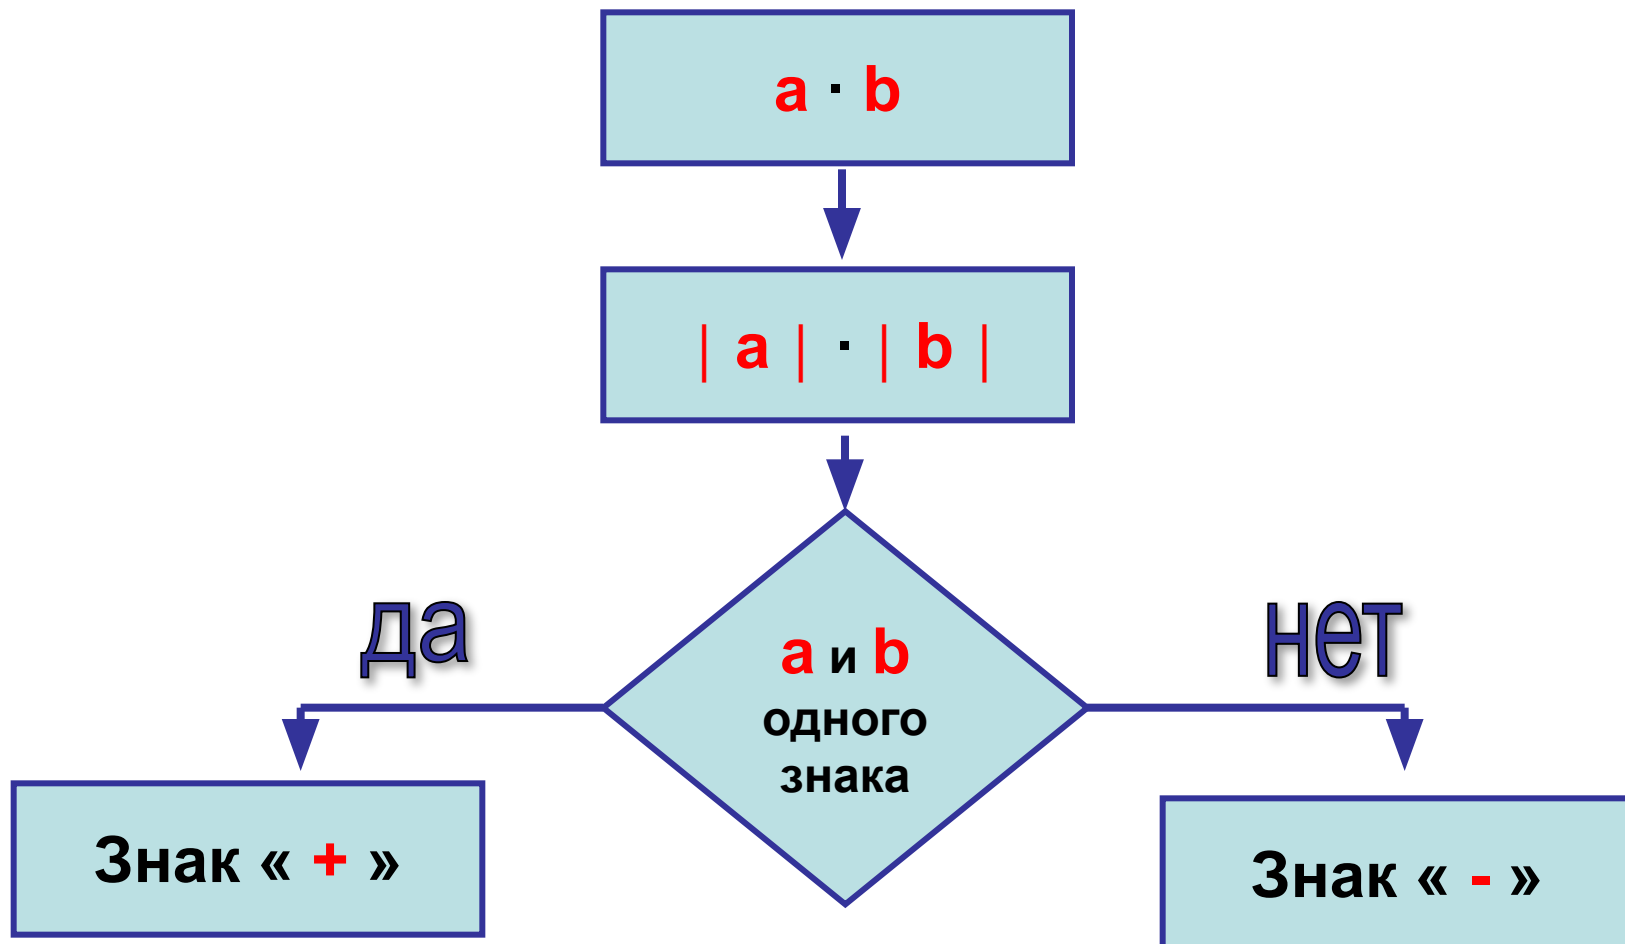 a · b
| a | · | b |
да
нет
a и b
одного
знака
Знак « + »
Знак « - »